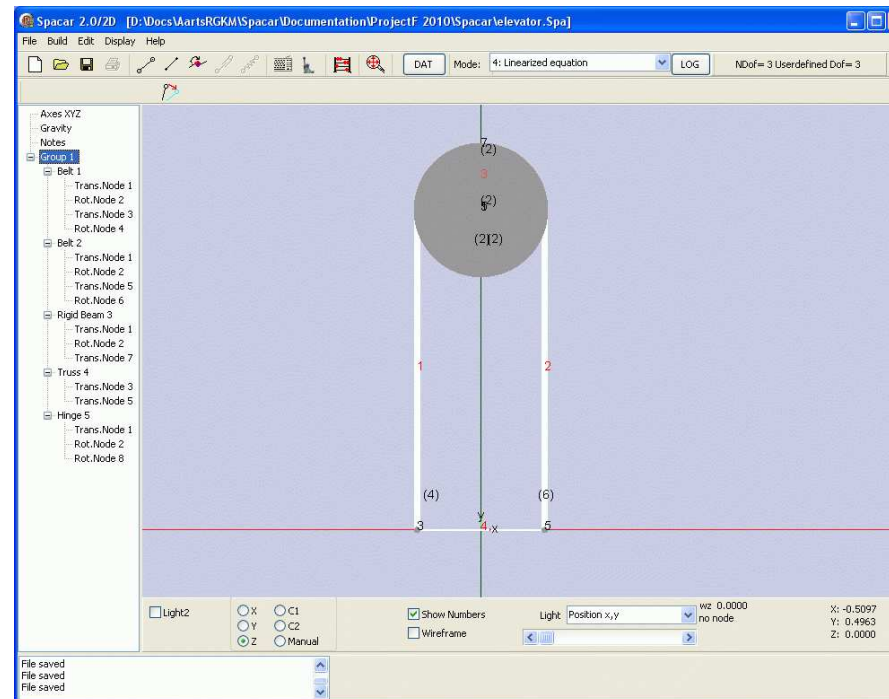 Spacar 2.0/2D [D:\Docs\AartsRGKM\Spacar\Documentation\ProjectF 2010\Spacar\elevator.Spa]
File Build Edit Display Help
DAT Mode: 4: Linearized equation LOG NDof= 3 Userdefined Dof= 3
Axes XYZ
Gravity
Notes
Group 1
Belt 1
Trans.Node 1
Rot.Node 2
Trans.Node 3
Rot.Node 4
Belt 2
Trans.Node 1
Rot.Node 2
Trans.Node 5
Rot.Node 6
Rigid Beam 3
Trans.Node 1
Rot.Node 2
Trans.Node 7
Truss 4
Trans.Node 3
Trans.Node 5
Hinge 5
Trans.Node 1
Rot.Node 2
Rot.Node 8
7
(2)
3
(2)
(2)(2)
1 2
(4) (6)
y
3 4 x 5
Light2
X C1
Y C2
Z Manual
Show Numbers
Wireframe
Light Position x,y
wz 0.0000
no node
X: -0.5097
Y: 0.4963
Z: 0.0000
File saved
File saved
File saved